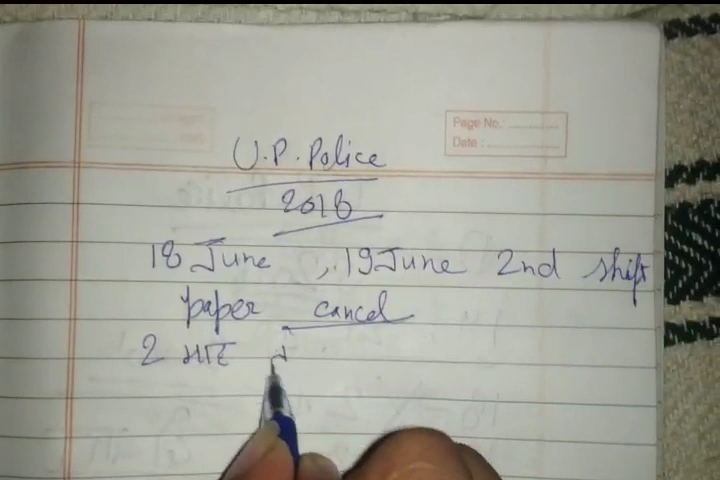 Page No.: ..................
Date : ..................
U.P. Police
2018
18 June , 19 June 2nd shift
paper cancel
2 बार